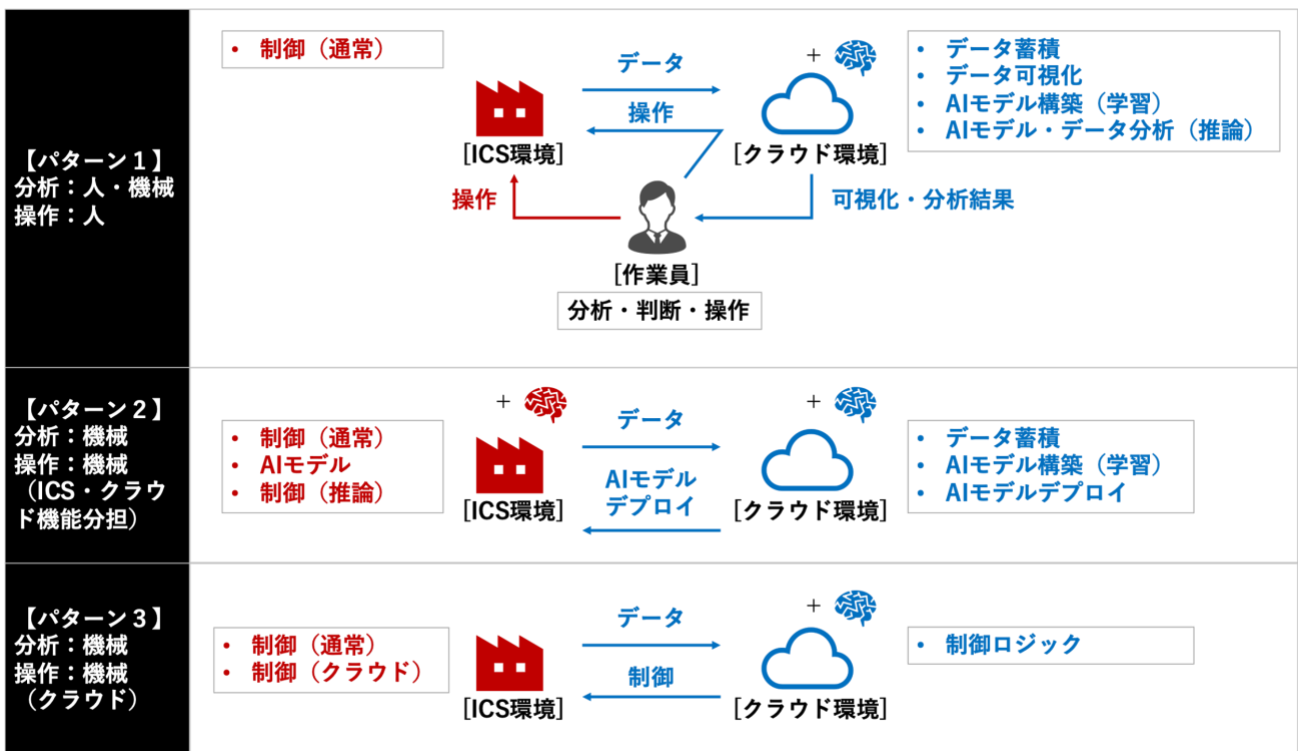 【パターン１】
分析：人・機械
操作：人
• 制御（通常）
データ
操作
+
[ICS環境]
[クラウド環境]
• データ蓄積
• データ可視化
• AIモデル構築（学習）
• AIモデル・データ分析（推論）
操作
可視化・分析結果
[作業員]
分析・判断・操作
【パターン２】
分析：機械
操作：機械
（ICS・クラウ
ド機能分担）
• 制御（通常）
• AIモデル
• 制御（推論）
+
[ICS環境]
データ
AIモデル
デプロイ
+
[クラウド環境]
• データ蓄積
• AIモデル構築（学習）
• AIモデルデプロイ
【パターン３】
分析：機械
操作：機械
（クラウド）
• 制御（通常）
• 制御（クラウド）
[ICS環境]
データ
制御
+
[クラウド環境]
• 制御ロジック